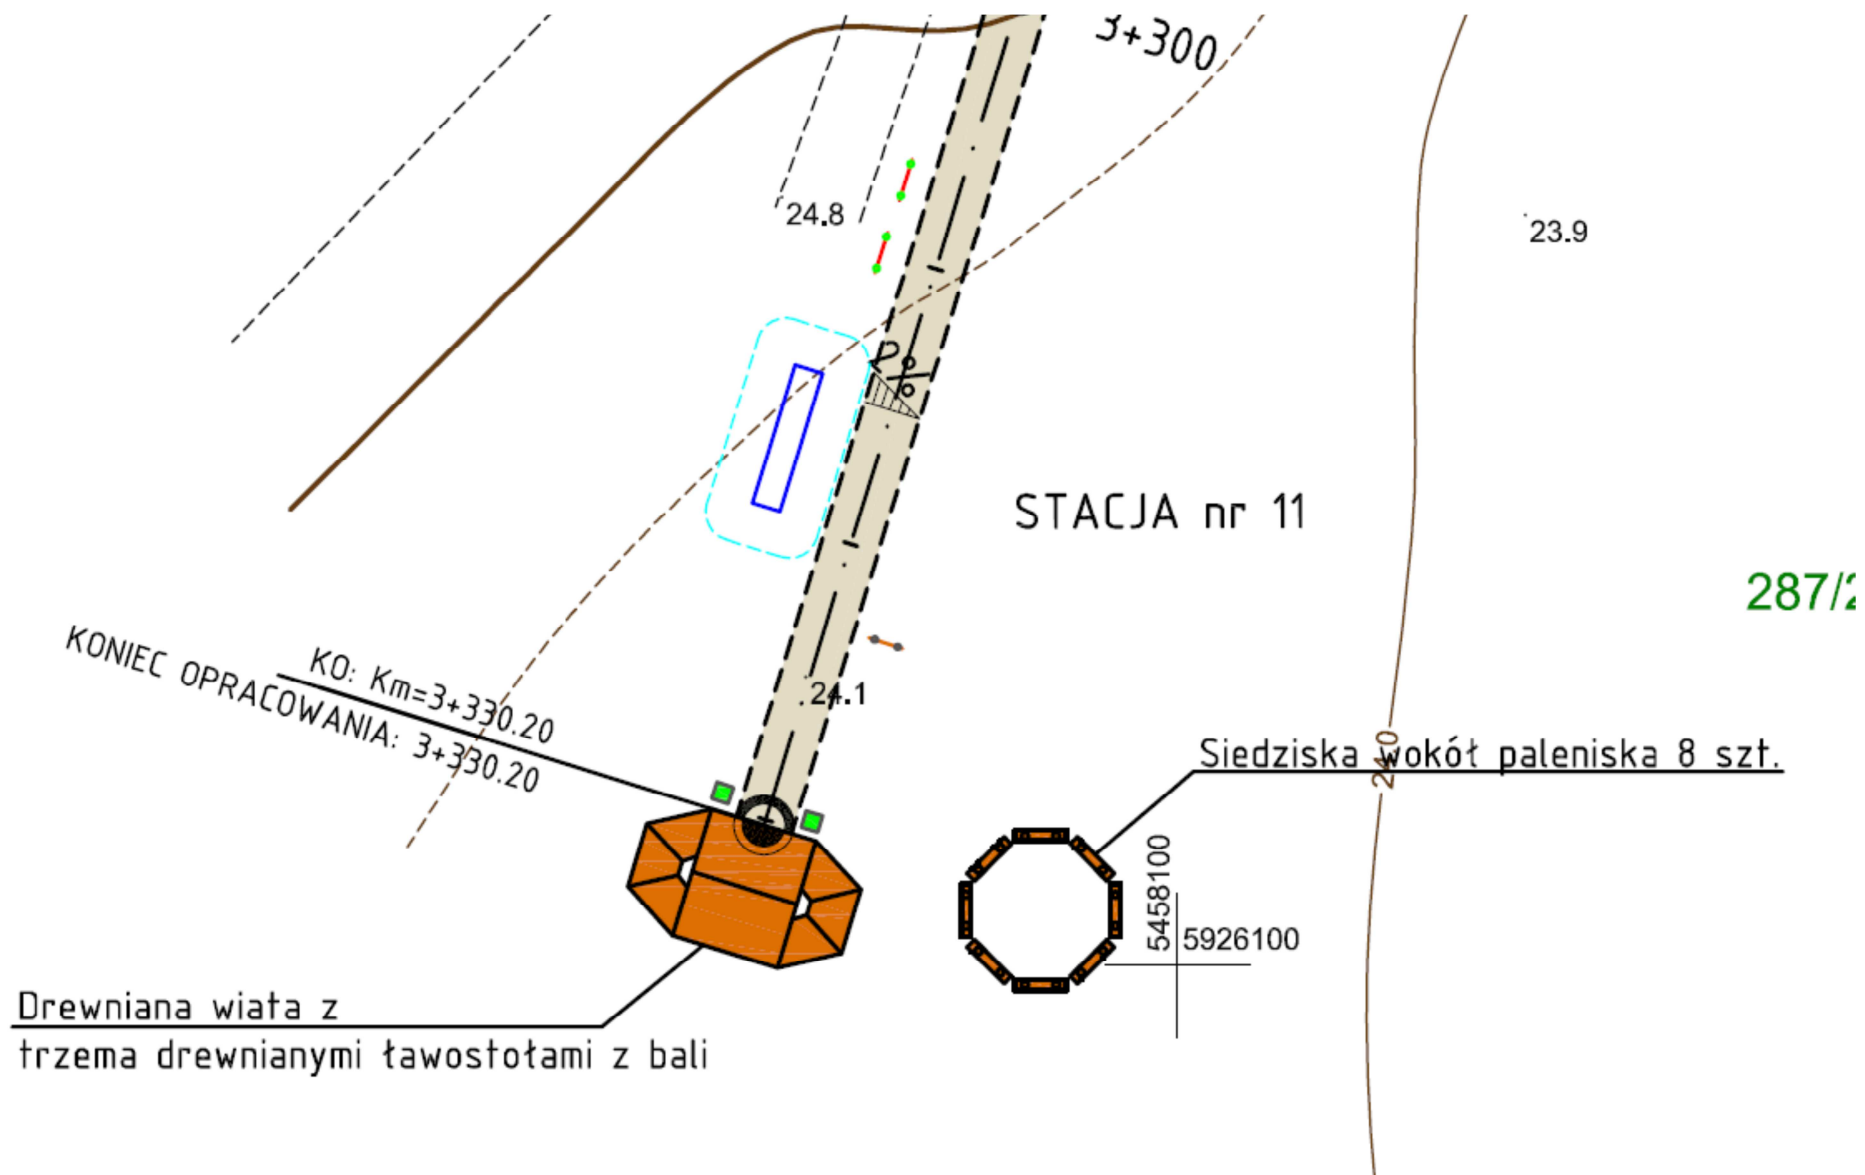 3+300
24.8
23.9
2%
STACJA nr 11
287/2
KO: Km=3+330.20
KONIEC OPRACOWANIA: 3+330.20
24.1
Siedziska wokół paleniska 8 szt.
24.0
5458100
5926100
Drewniana wiata z
trzema drewnianymi ławostołami z bali